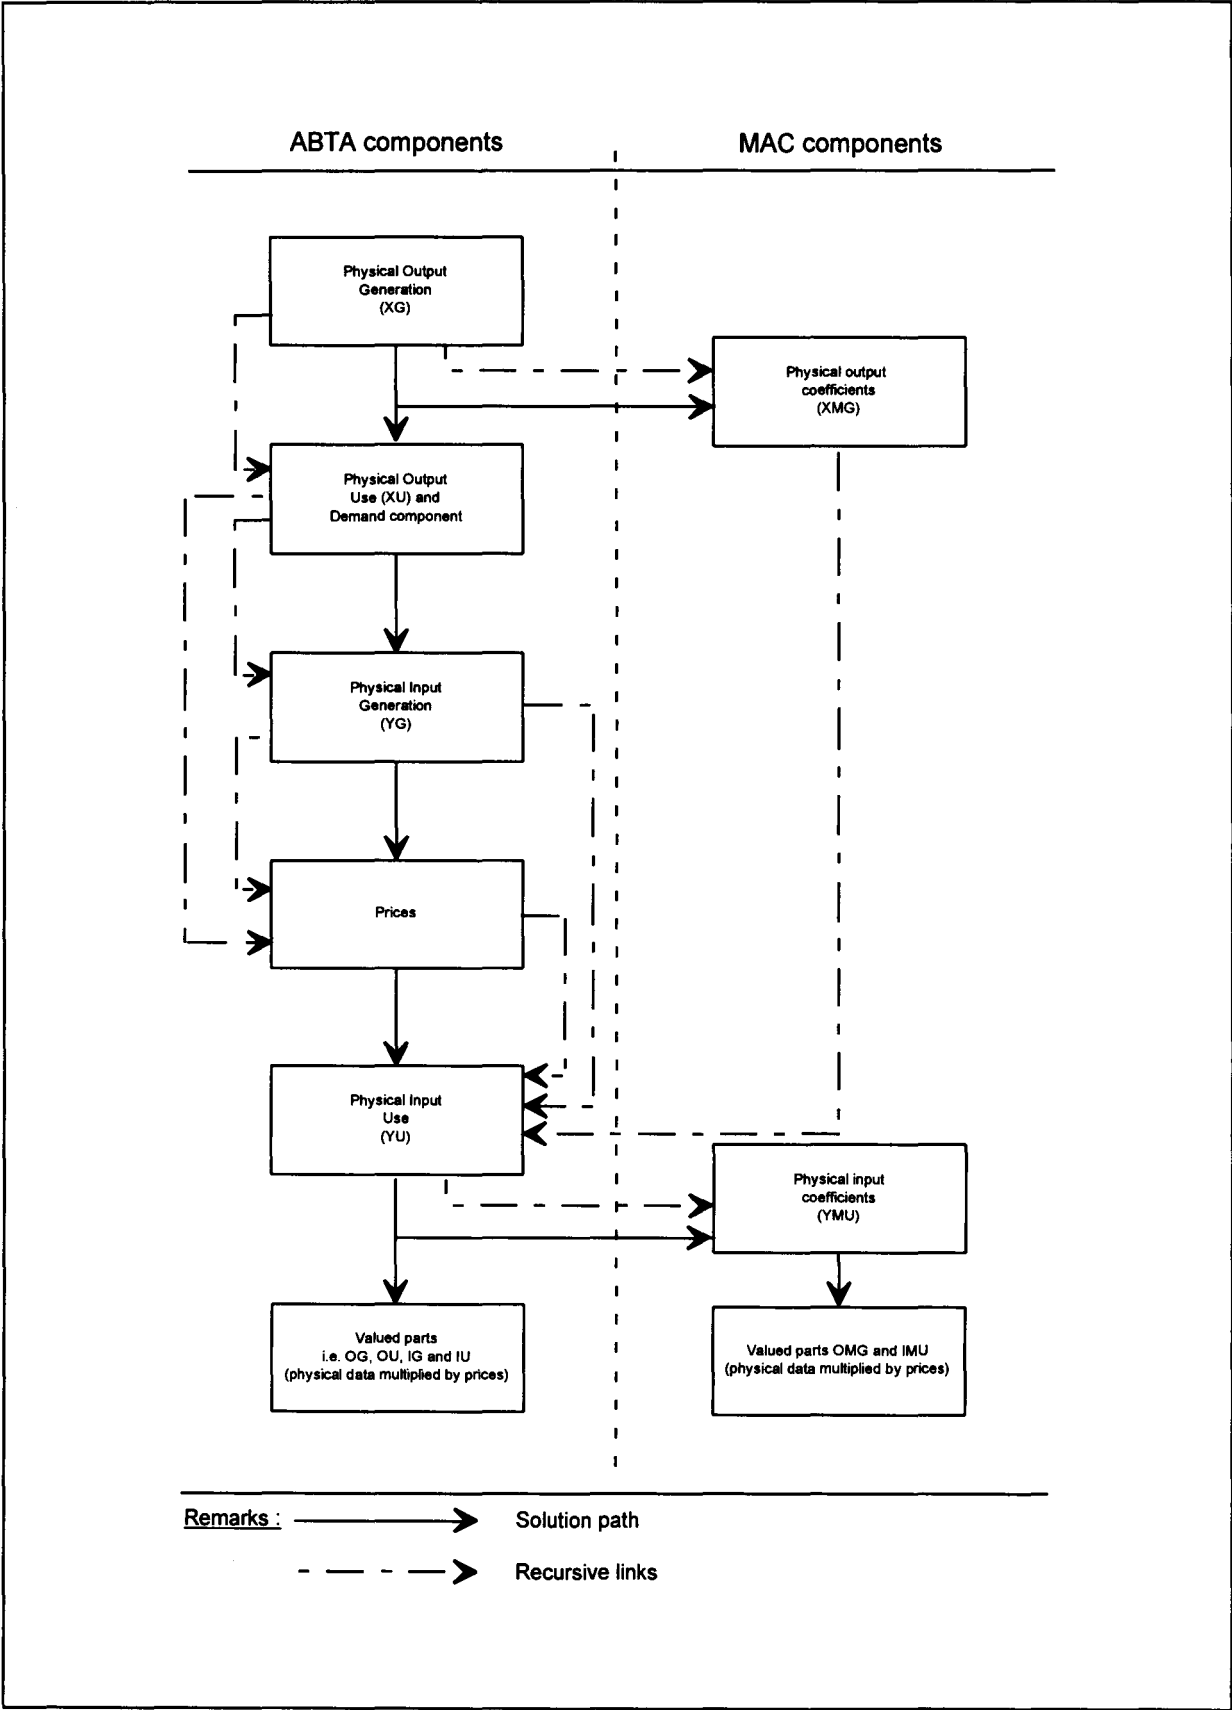 ABTA components
MAC components
Physical Output
Generation
(XG)
Physical output
coefficients
(XMG)
Physical Output
Use (XU) and
Demand component
Physical Input
Generation
(YG)
Prices
Physical Input
Use
(YU)
Physical input
coefficients
(YMU)
Valued parts
i.e. OG, OU, IG and IU
(physical data multiplied by prices)
Valued parts OMG and IMU
(physical data multiplied by prices)
Remarks :
Solution path
Recursive links